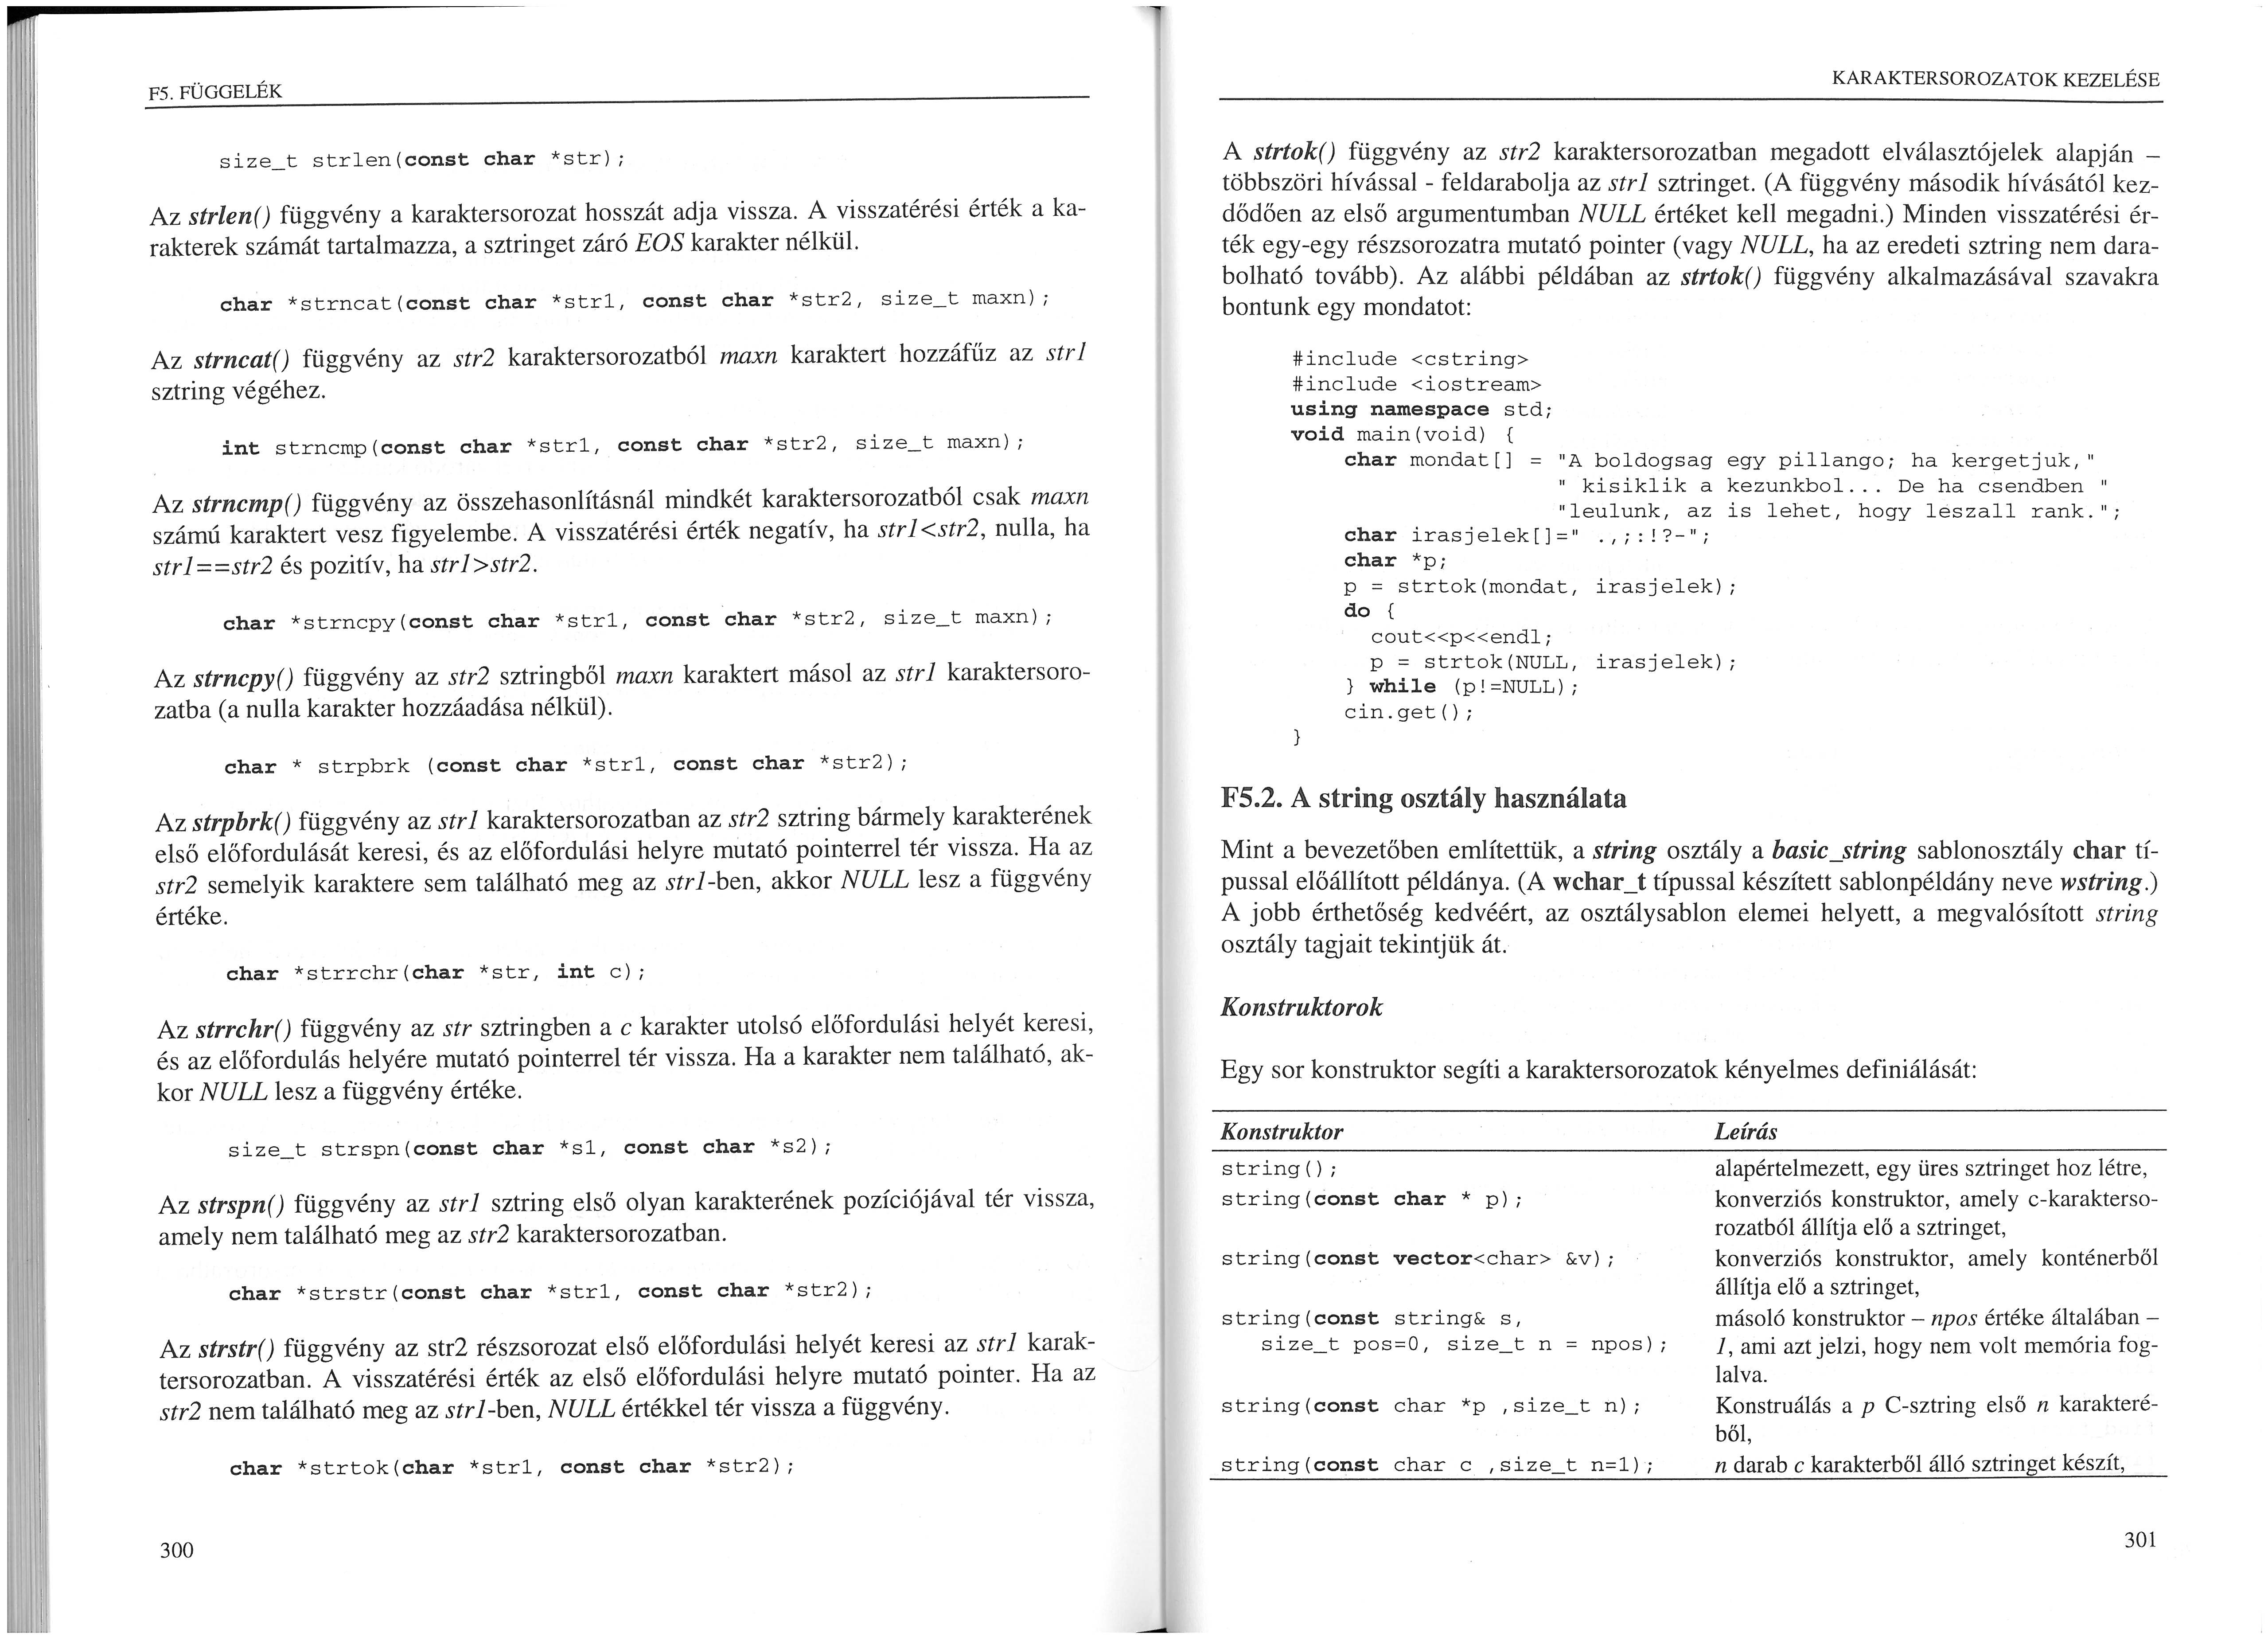 F5. FÜGGELÉK
size_t strlen(const char *str);
Az strlen() függvény a karaktersorozat hosszát adja vissza. A visszatérési érték a ka-
rakterek számát tartalmazza, a sztringet záró EOS karakter nélkül.
char *strncat(const char *str1, const char *str2, size_t maxn);
Az strncat() függvény az str2 karaktersorozatból maxn karaktert hozzáfűz az str1
sztring végéhez.
int strncmp(const char *str1, const char *str2, size_t maxn);
Az strncmp() függvény az összehasonlításnál mindkét karaktersorozatból csak maxn
számú karaktert vesz figyelembe. A visszatérési érték negatív, ha str1<str2, nulla, ha
str1==str2 és pozitív, ha str1>str2.
char *strncpy(const char *str1, const char *str2, size_t maxn);
Az strncpy() függvény az str2 sztringből maxn karaktert másol az str1 karaktersoro-
zatba (a nulla karakter hozzáadása nélkül).
char * strpbrk (const char *str1, const char *str2);
Az strpbrk() függvény az str1 karaktersorozatban az str2 sztring bármely karakterének
első előfordulását keresi, és az előfordulási helyre mutató pointerrel tér vissza. Ha az
str2 semelyik karaktere sem található meg az str1-ben, akkor NULL lesz a függvény
értéke.
char *strrchr(char *str, int c);
Az strrchr() függvény az str sztringben a c karakter utolsó előfordulási helyét keresi,
és az előfordulás helyére mutató pointerrel tér vissza. Ha a karakter nem található, ak-
kor NULL lesz a függvény értéke.
size_t strspn(const char *s1, const char *s2);
Az strspn() függvény az str1 sztring első olyan karakterének pozíciójával tér vissza,
amely nem található meg az str2 karaktersorozatban.
char *strstr(const char *str1, const char *str2);
Az strstr() függvény az str2 részsorozat első előfordulási helyét keresi az str1 karak-
tersorozatban. A visszatérési érték az első előfordulási helyre mutató pointer. Ha az
str2 nem található meg az str1-ben, NULL értékkel tér vissza a függvény.
char *strtok(char *str1, const char *str2);
300
KARAKTERSOROZATOK KEZELÉSE
A strtok() függvény az str2 karaktersorozatban megadott elválasztójelek alapján –
többszöri hívással - feldarabolja az str1 sztringet. (A függvény második hívásától kez-
dődően az első argumentumban NULL értéket kell megadni.) Minden visszatérési ér-
ték egy-egy részsorozatra mutató pointer (vagy NULL, ha az eredeti sztring nem dara-
bolható tovább). Az alábbi példában az strtok() függvény alkalmazásával szavakra
bontunk egy mondatot:
#include <cstring>
#include <iostream>
using namespace std;
void main(void) {
char mondat[] = "A boldogsag egy pillango; ha kergetjuk,"
" kisiklik a kezunkbol... De ha csendben "
"leulunk, az is lehet, hogy leszall rank.";
char irasjelek[]=" .,;:!?-";
char *p;
p = strtok(mondat, irasjelek);
do {
cout<<p<<endl;
p = strtok(NULL, irasjelek);
} while (p!=NULL);
cin.get();
}
F5.2. A string osztály használata
Mint a bevezetőben említettük, a string osztály a basic_string sablonosztály char tí-
pussal előállított példánya. (A wchar_t típussal készített sablonpéldány neve wstring.)
A jobb érthetőség kedvéért, az osztálysablon elemei helyett, a megvalósított string
osztály tagjait tekintjük át.
Konstruktorok
Egy sor konstruktor segíti a karaktersorozatok kényelmes definiálását:
Konstruktor Leírás
string(); alapértelmezett, egy üres sztringet hoz létre,
string(const char * p); konverziós konstruktor, amely c-karakterso-
rozatból állítja elő a sztringet,
string(const vector<char> &v); konverziós konstruktor, amely konténerből
állítja elő a sztringet,
string(const string& s, másoló konstruktor – npos értéke általában –
size_t pos=0, size_t n = npos); 1, ami azt jelzi, hogy nem volt memória fog-
lalva.
string(const char *p ,size_t n); Konstruálás a p C-sztring első n karakteré-
ből,
string(const char c ,size_t n=1); n darab c karakterből álló sztringet készít,
301